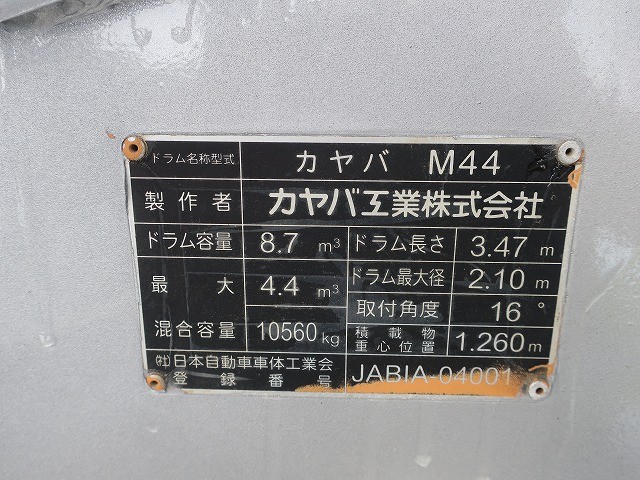 ドラム名称型式 カヤバ M44
製作者 カヤバ工業株式会社
ドラム容量 8.7 m³ ドラム長さ 3.47 m
最大 4.4 m³ ドラム最大径 2.10 m
取付角度 16°
混合容量 10560 kg 積載物重心位置 1.260 m
(社)日本自動車車体工業会
登録番号 JABIA-04001